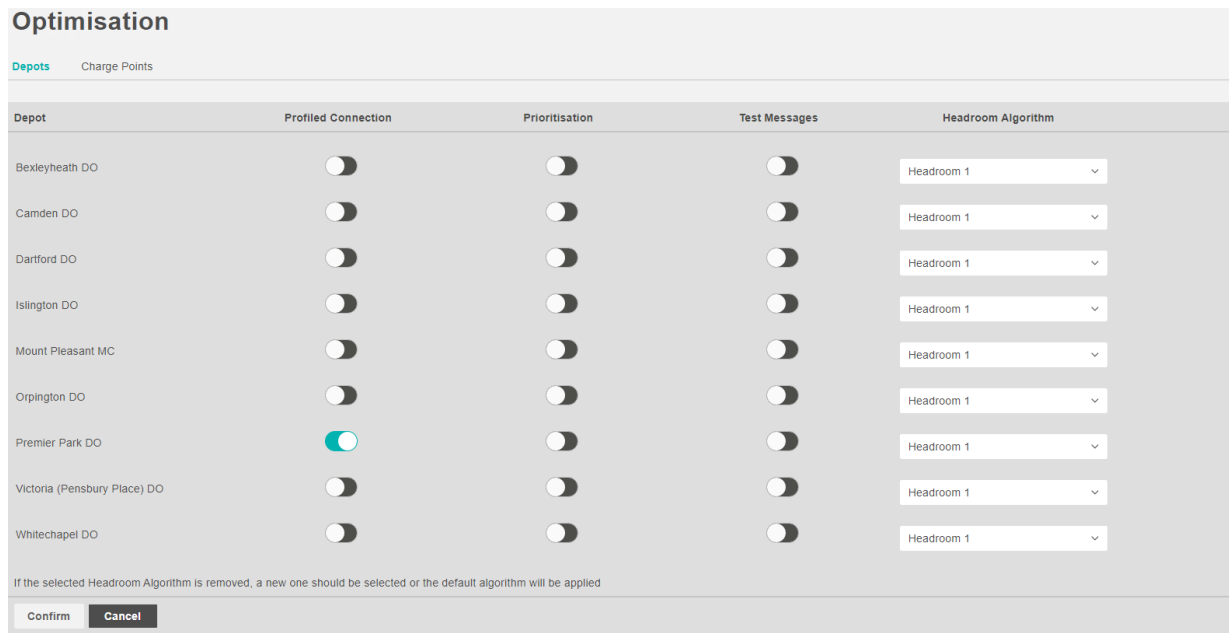 Optimisation
Depots Charge Points
Depot Profiled Connection Prioritisation Test Messages Headroom Algorithm
Bexleyheath DO Headroom 1
Camden DO Headroom 1
Dartford DO Headroom 1
Islington DO Headroom 1
Mount Pleasant MC Headroom 1
Orpington DO Headroom 1
Premier Park DO Headroom 1
Victoria (Pensbury Place) DO Headroom 1
Whitechapel DO Headroom 1
If the selected Headroom Algorithm is removed, a new one should be selected or the default algorithm will be applied
Confirm Cancel